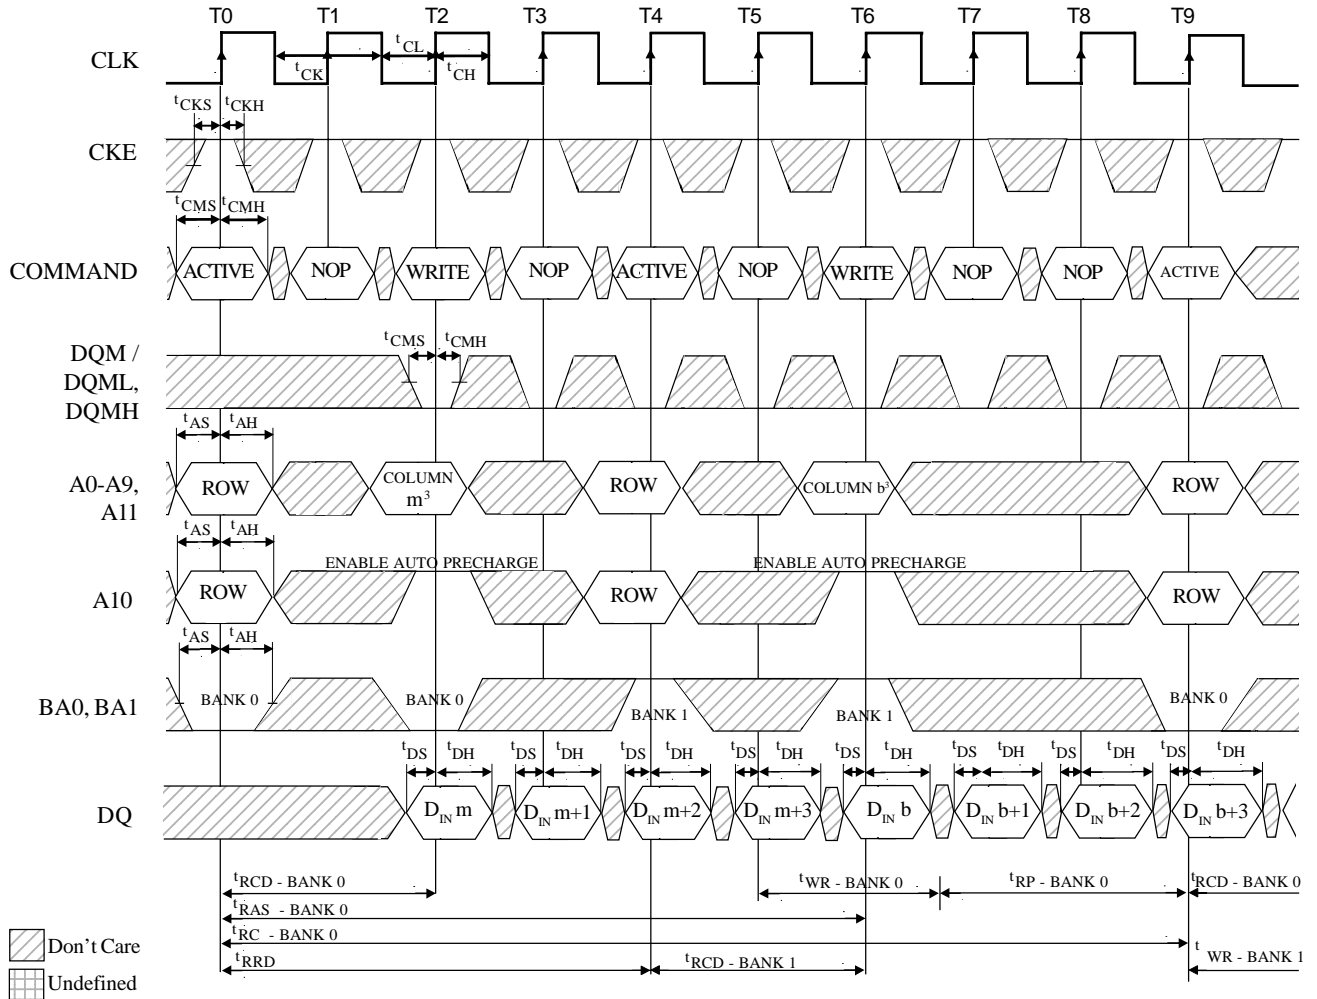 T0 T1 T2 T3 T4 T5 T6 T7 T8 T9
CLK
tCK tCL tCH
tCKS tCKH
CKE
tCMS tCMH
COMMAND ACTIVE NOP WRITE NOP ACTIVE NOP WRITE NOP NOP ACTIVE
tCMS tCMH
DQM /
DQML,
DQMH
tAS tAH
A0-A9,
A11
ROW COLUMN m³ ROW COLUMN b³ ROW
tAS tAH
ENABLE AUTO PRECHARGE ENABLE AUTO PRECHARGE
A10 ROW ROW ROW
tAS tAH
BA0, BA1 BANK 0 BANK 0 BANK 1 BANK 1 BANK 0
tDS tDH tDS tDH tDS tDH tDS tDH tDS tDH tDS tDH tDS tDH tDS tDH
DQ DIN m DIN m+1 DIN m+2 DIN m+3 DIN b DIN b+1 DIN b+2 DIN b+3
tRCD - BANK 0 tWR - BANK 0 tRP - BANK 0 tRCD - BANK 0
tRAS - BANK 0
tRC - BANK 0
tRRD tRCD - BANK 1 t WR - BANK 1
Don't Care
Undefined